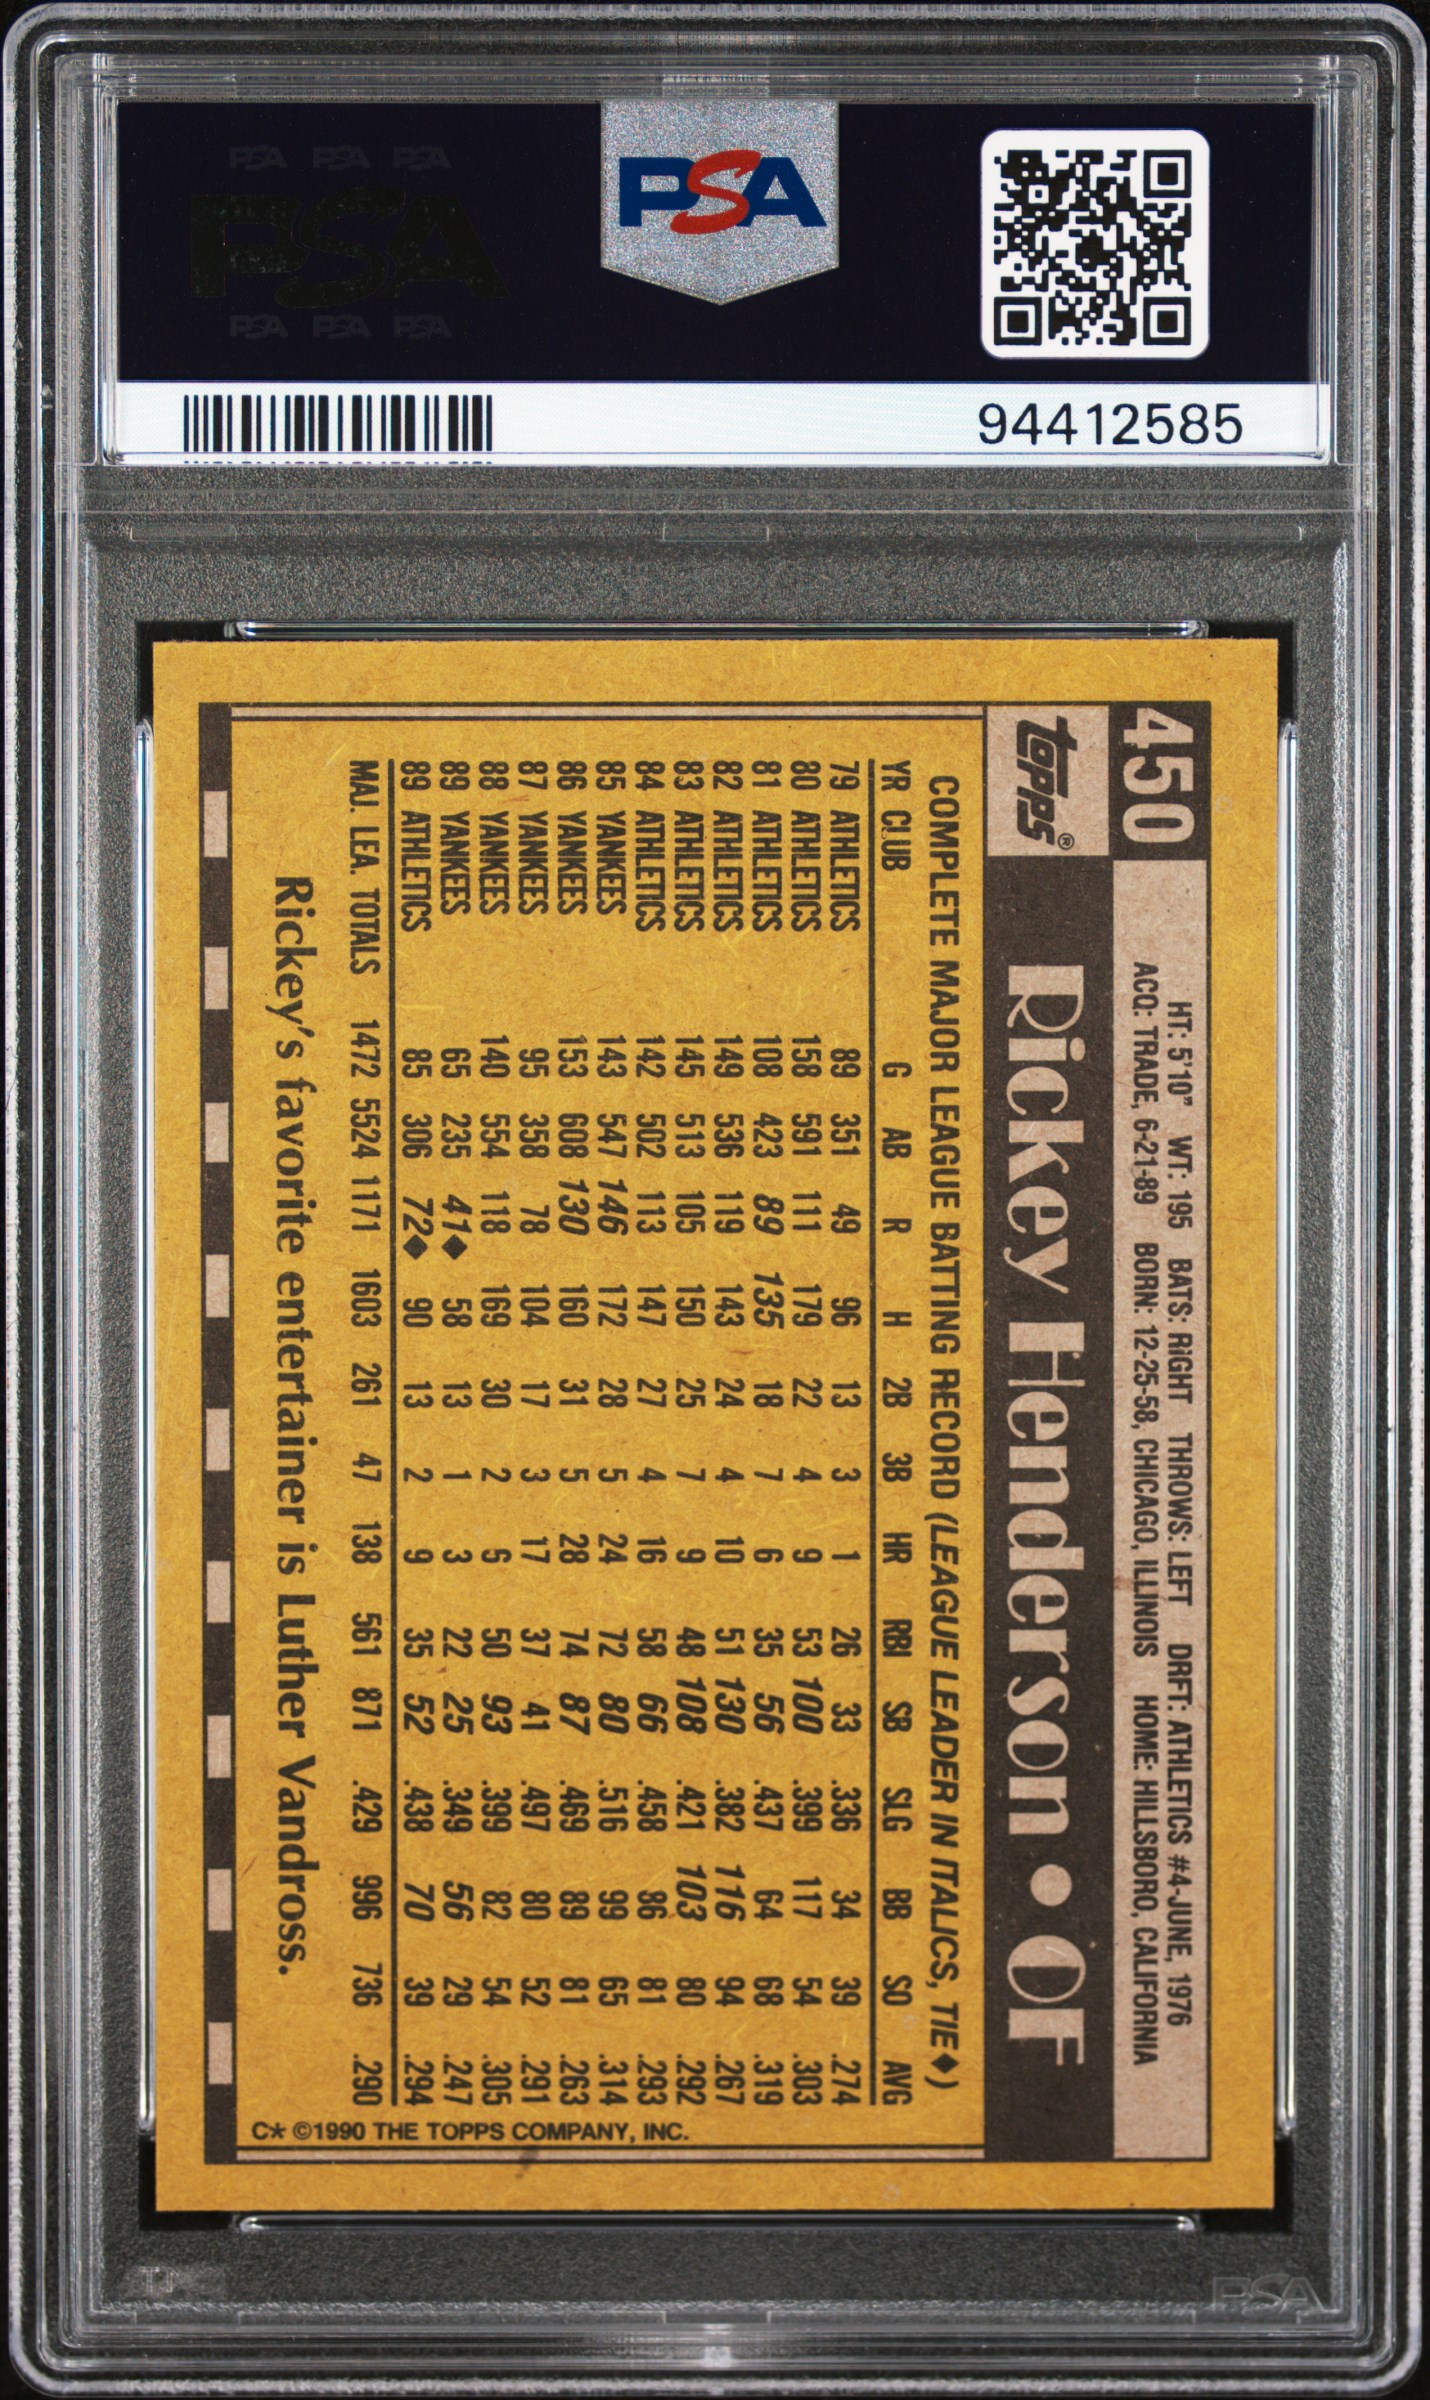 PSA PSA PSA
PSA
PSA PSA PSA
PSA
94412585
450
HT: 5'10" WT: 195 BATS: RIGHT THROWS: LEFT DRFT: ATHLETICS #4-JUNE, 1976
ACQ: TRADE, 6-21-89 BORN: 12-25-58, CHICAGO, ILLINOIS HOME: HILLSBORO, CALIFORNIA
topps® Rickey Henderson • OF
COMPLETE MAJOR LEAGUE BATTING RECORD (LEAGUE LEADER IN ITALICS, TIE◆)
YR CLUB G AB R H 2B 3B HR RBI SB SLG BB SO AVG
79 ATHLETICS 89 351 49 96 13 3 1 26 33 .336 34 39 .274
80 ATHLETICS 158 591 111 179 22 4 9 53 100 .399 117 54 .303
81 ATHLETICS 108 423 89 135 18 7 6 35 56 .437 64 68 .319
82 ATHLETICS 149 536 119 143 24 4 10 51 130 .382 116 94 .267
83 ATHLETICS 145 513 105 150 25 7 9 48 108 .421 103 80 .292
84 ATHLETICS 142 502 113 147 27 4 16 58 66 .458 86 81 .293
85 YANKEES 143 547 146 172 28 5 24 72 80 .516 99 65 .314
86 YANKEES 153 608 130 160 31 5 28 74 87 .469 89 81 .263
87 YANKEES 95 358 78 104 17 3 17 37 41 .497 80 52 .291
88 YANKEES 140 554 118 169 30 2 6 50 93 .399 82 54 .305
89 YANKEES 65 235 41◆ 58 13 1 3 22 25 .349 56 29 .247
89 ATHLETICS 85 306 72◆ 90 13 2 9 35 52 .438 70 39 .294
MAJ. LEA. TOTALS 1472 5524 1171 1603 261 47 138 561 871 .429 996 736 .290
Rickey's favorite entertainer is Luther Vandross.
C* ©1990 THE TOPPS COMPANY, INC.
PSA